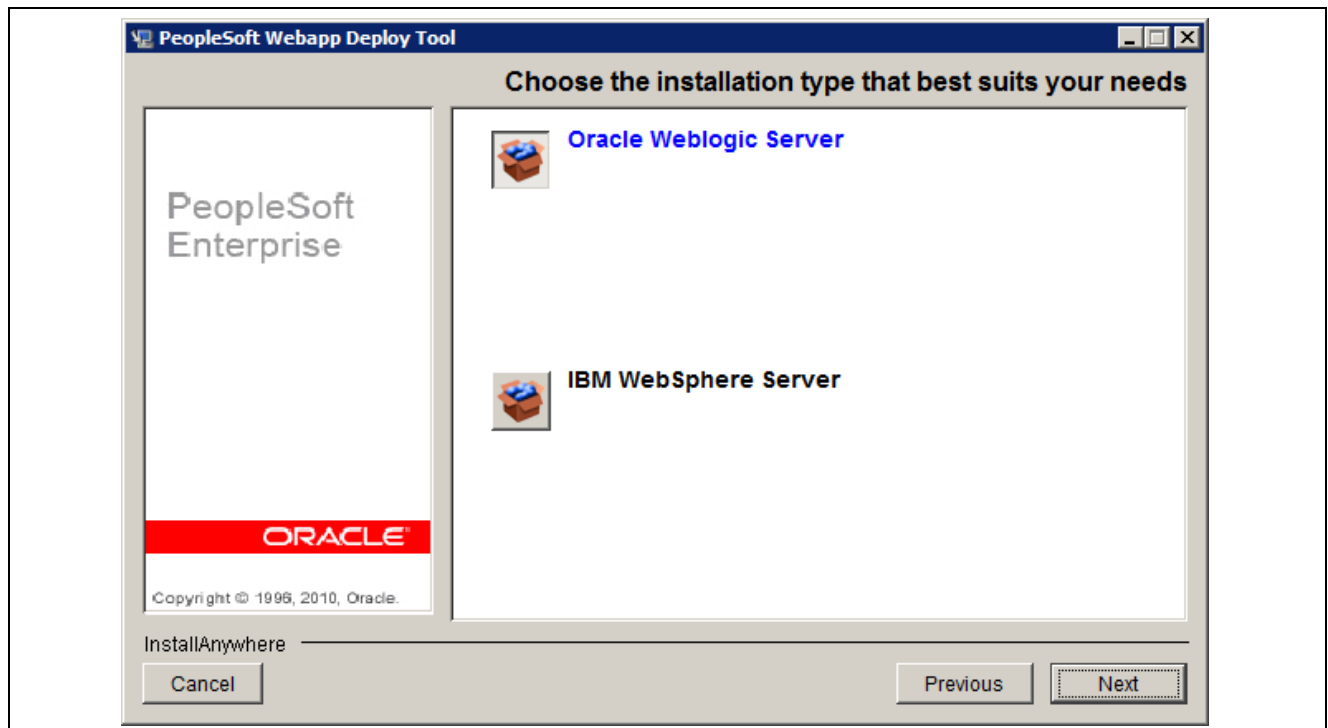 PeopleSoft Webapp Deploy Tool
Choose the installation type that best suits your needs
Oracle Weblogic Server
PeopleSoft
Enterprise
IBM WebSphere Server
ORACLE
Copyright © 1996, 2010, Oracle.
InstallAnywhere
Cancel
Previous
Next